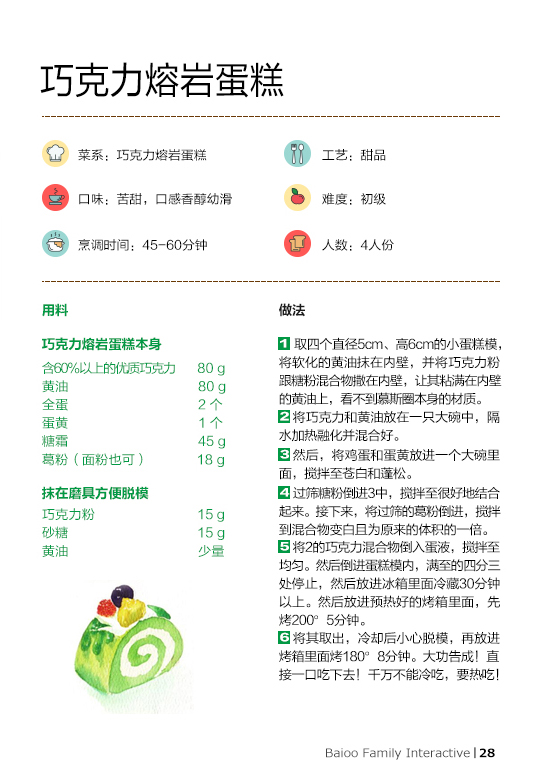 巧克力熔岩蛋糕
菜系：巧克力熔岩蛋糕
工艺：甜品
口味：苦甜，口感香醇幼滑
难度：初级
烹调时间：45-60分钟
人数：4人份
用料
巧克力熔岩蛋糕本身
含60%以上的优质巧克力 80 g
黄油 80 g
全蛋 2 个
蛋黄 1 个
糖霜 45 g
葛粉（面粉也可） 18 g
抹在磨具方便脱模
巧克力粉 15 g
砂糖 15 g
黄油 少量
做法
1 取四个直径5cm、高6cm的小蛋糕模，
将软化的黄油抹在内壁，并将巧克力粉
跟糖粉混合物撒在内壁，让其粘满在内壁
的黄油上，看不到慕斯圈本身的材质。
2 将巧克力和黄油放在一只大碗中，隔
水加热融化并混合好。
3 然后，将鸡蛋和蛋黄放进一个大碗里
面，搅拌至苍白和蓬松。
4 过筛糖粉倒进3中，搅拌至很好地结合
起来。接下来，将过筛的葛粉倒进，搅拌
到混合物变白且为原来的体积的一倍。
5 将2的巧克力混合物倒入蛋液，搅拌至
均匀。然后倒进蛋糕模内，满至的四分三
处停止，然后放进冰箱里面冷藏30分钟
以上。然后放进预热好的烤箱里面，先
烤200° 5分钟。
6 将其取出，冷却后小心脱模，再放进
烤箱里面烤180° 8分钟。大功告成！直
接一口吃下去！千万不能冷吃，要热吃！
Baioo Family Interactive | 28